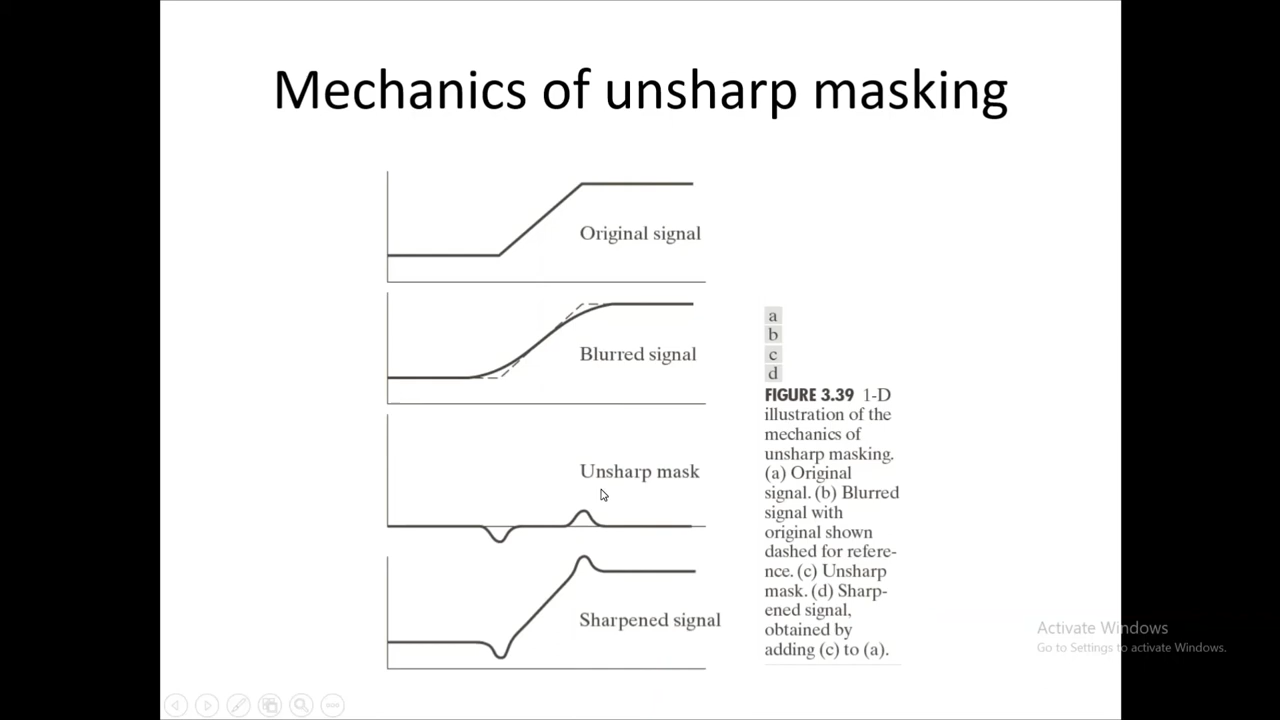 Mechanics of unsharp masking
Original signal
Blurred signal
Unsharp mask
Sharpened signal
a
b
c
d
FIGURE 3.39 1-D
illustration of the
mechanics of
unsharp masking.
(a) Original
signal. (b) Blurred
signal with
original shown
dashed for refere-
nce. (c) Unsharp
mask. (d) Sharp-
ened signal,
obtained by
adding (c) to (a).
Activate Windows
Go to Settings to activate Windows.